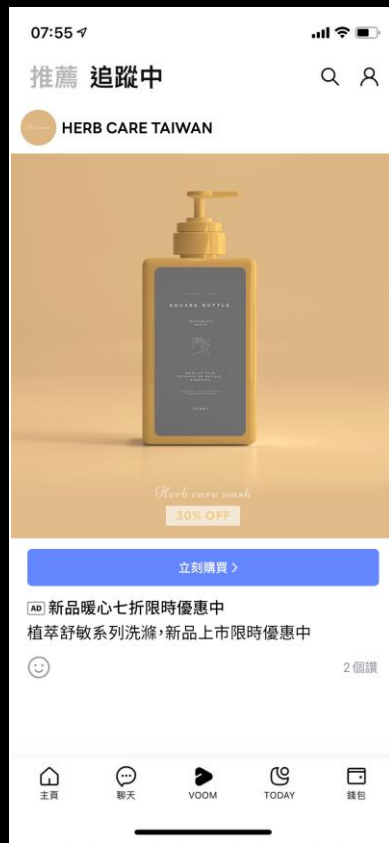 07:55
推薦 追蹤中
HERB CARE TAIWAN
SQUARE BOTTLE
Herb care wash
30% OFF
立刻購買 >
AD 新品暖心七折限時優惠中
植萃舒敏系列洗滌，新品上市限時優惠中
2 個讚
主頁 聊天 VOOM TODAY 錢包